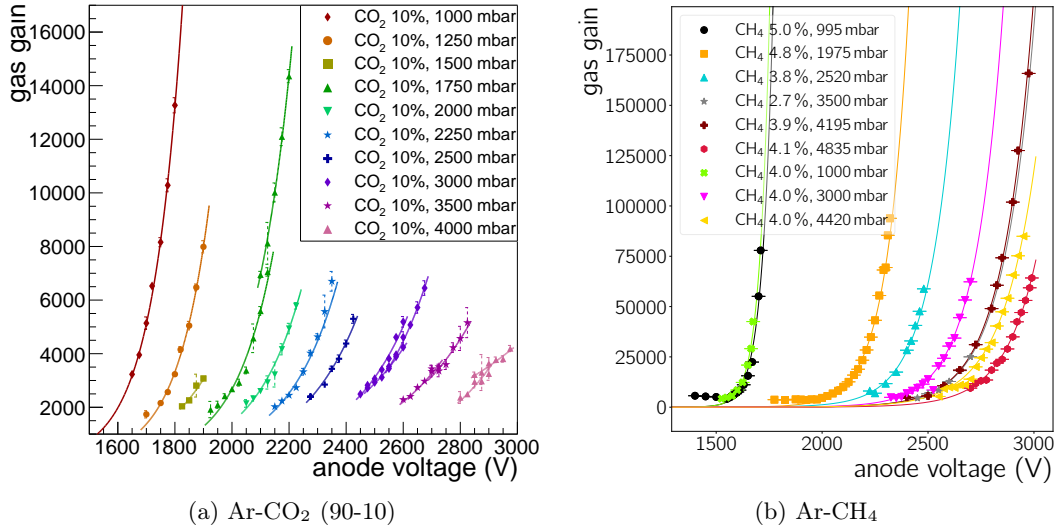 gas gain
16000
14000
12000
10000
8000
6000
4000
2000
1600 1800 2000 2200 2400 2600 2800 3000
anode voltage (V)
CO₂ 10%, 1000 mbar
CO₂ 10%, 1250 mbar
CO₂ 10%, 1500 mbar
CO₂ 10%, 1750 mbar
CO₂ 10%, 2000 mbar
CO₂ 10%, 2250 mbar
CO₂ 10%, 2500 mbar
CO₂ 10%, 3000 mbar
CO₂ 10%, 3500 mbar
CO₂ 10%, 4000 mbar
(a) Ar-CO₂ (90-10)
gas gain
175000
150000
125000
100000
75000
50000
25000
0
1500 2000 2500 3000
anode voltage (V)
CH₄ 5.0 %, 995 mbar
CH₄ 4.8 %, 1975 mbar
CH₄ 3.8 %, 2520 mbar
CH₄ 2.7 %, 3500 mbar
CH₄ 3.9 %, 4195 mbar
CH₄ 4.1 %, 4835 mbar
CH₄ 4.0 %, 1000 mbar
CH₄ 4.0 %, 3000 mbar
CH₄ 4.0 %, 4420 mbar
(b) Ar-CH₄